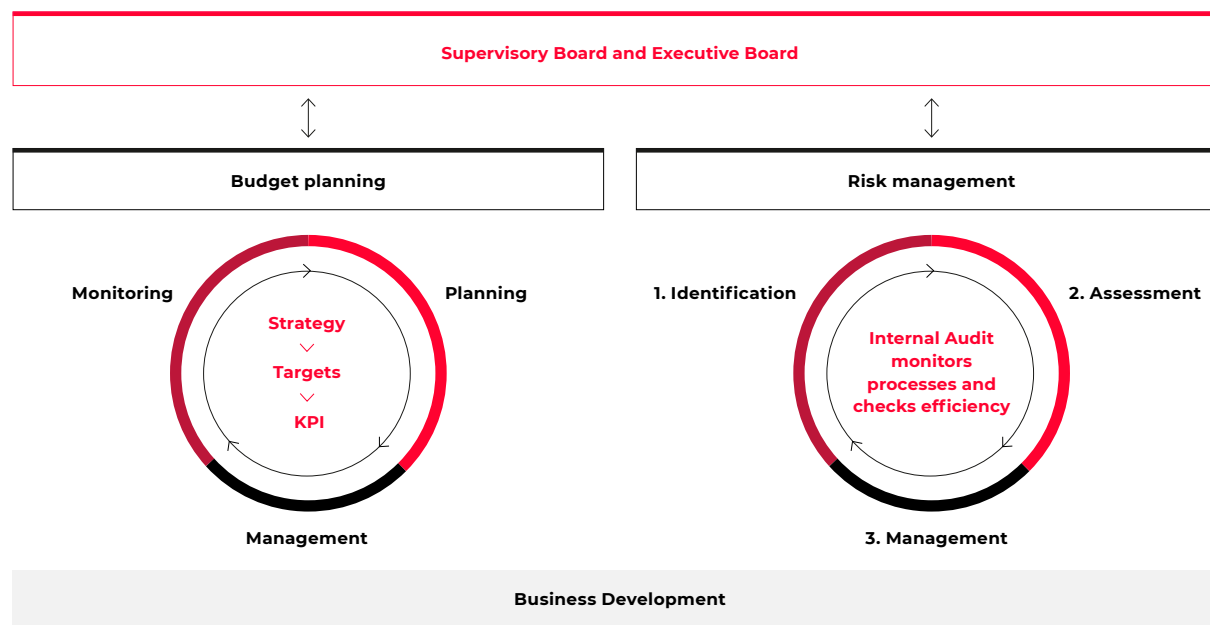 Supervisory Board and Executive Board
Budget planning
Risk management
Monitoring
Planning
Strategy
Targets
KPI
Management
1. Identification
2. Assessment
Internal Audit
monitors
processes and
checks efficiency
3. Management
Business Development